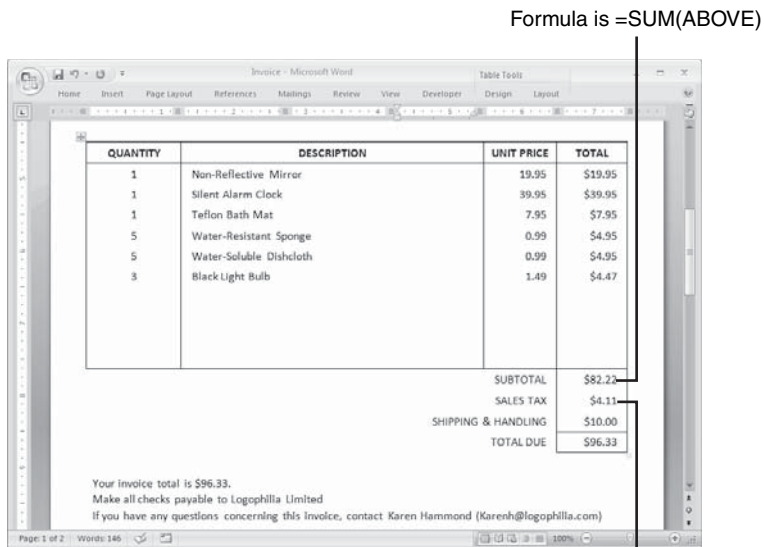 Formula is =SUM(ABOVE)
Invoice - Microsoft Word
Table Tools
Home Insert Page Layout References Mailings Review View Developer Design Layout
QUANTITY DESCRIPTION UNIT PRICE TOTAL
1 Non-Reflective Mirror 19.95 $19.95
1 Silent Alarm Clock 39.95 $39.95
1 Teflon Bath Mat 7.95 $7.95
5 Water-Resistant Sponge 0.99 $4.95
5 Water-Soluble Dishcloth 0.99 $4.95
3 Black Light Bulb 1.49 $4.47
SUBTOTAL $82.22
SALES TAX $4.11
SHIPPING & HANDLING $10.00
TOTAL DUE $96.33
Your invoice total is $96.33.
Make all checks payable to Logophilia Limited
If you have any questions concerning this invoice, contact Karen Hammond (Karenh@logophilia.com)
Page: 1 of 2 Words: 146 100%